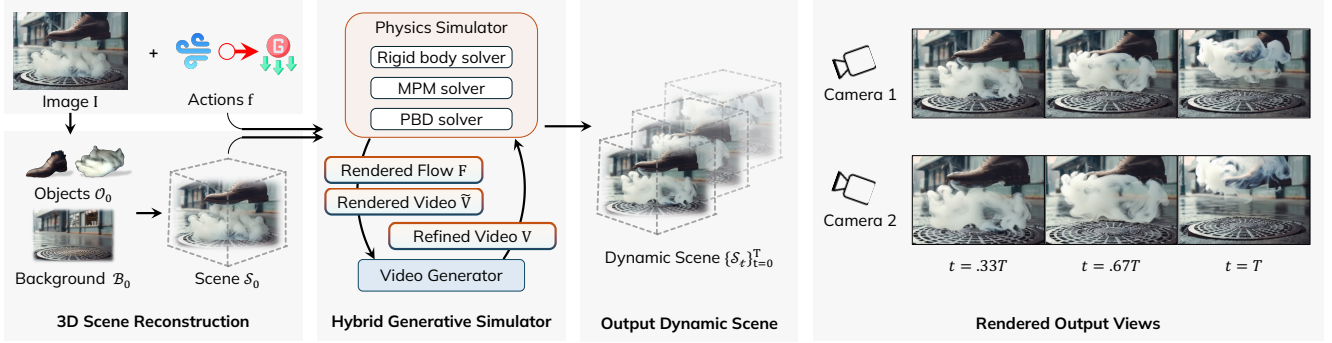 +
G
Image I
Actions f
Objects 𝒪₀
Background ℬ₀
Scene 𝒮₀
3D Scene Reconstruction
Physics Simulator
Rigid body solver
MPM solver
PBD solver
Rendered Flow F
Rendered Video Ṽ
Refined Video V
Video Generator
Hybrid Generative Simulator
Dynamic Scene {𝒮ₜ}ᵀₜ₌₀
Output Dynamic Scene
Camera 1
Camera 2
t = .33T
t = .67T
t = T
Rendered Output Views